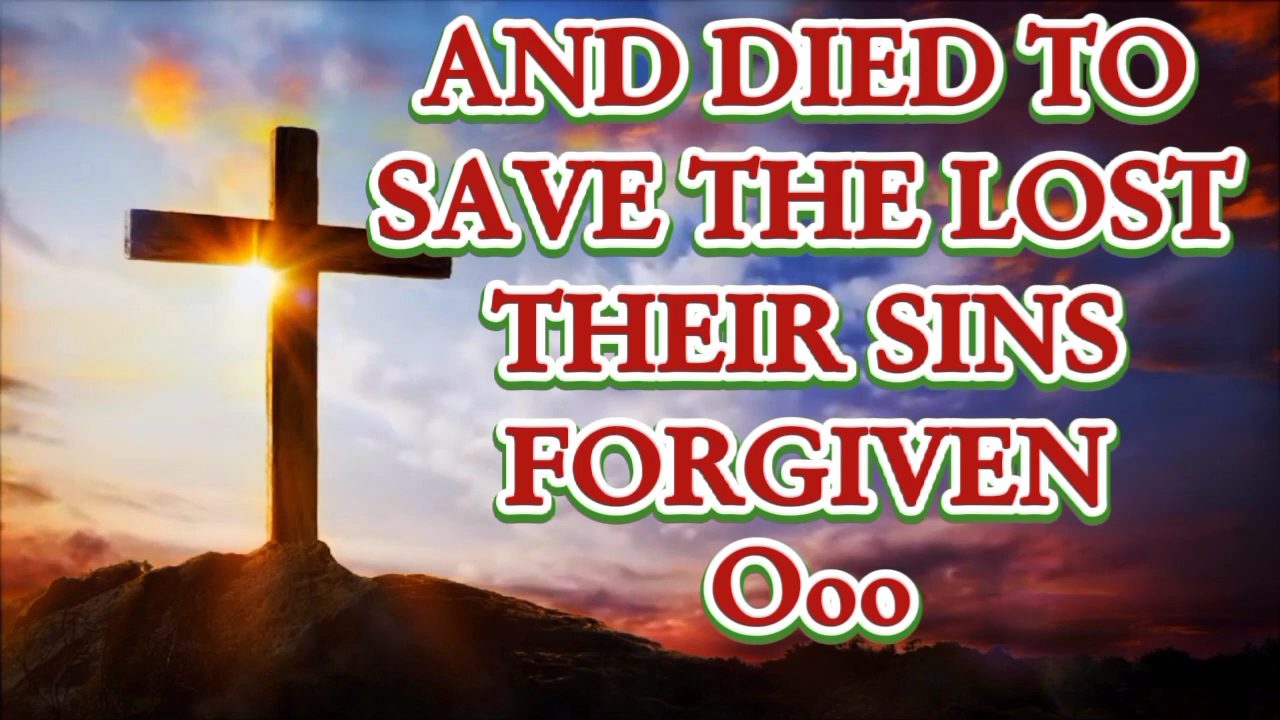 AND DIED TO
SAVE THE LOST
THEIR SINS
FORGIVEN
Ooo